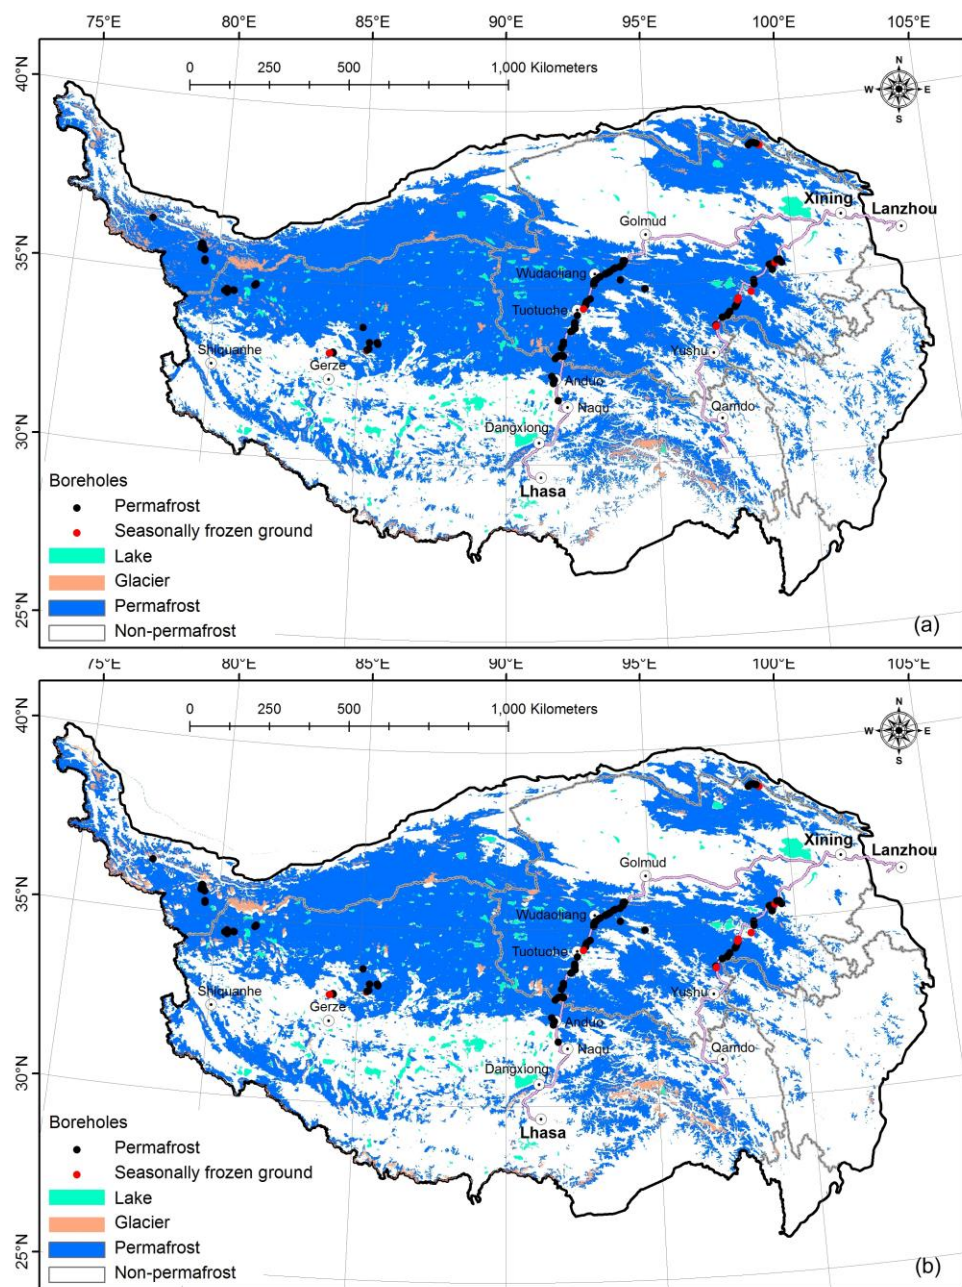 75°E 80°E 85°E 90°E 95°E 100°E 105°E
40°N
35°N
30°N
25°N
0 250 500 1,000 Kilometers
N
W E
S
Xining
Lanzhou
Golmud
Wudaoliang
Tuotuohe
Shiquanhe
Gerze
Yushu
Anduo
Naqu
Qamdo
Dangxiong
Lhasa
Boreholes
Permafrost
Seasonally frozen ground
Lake
Glacier
Permafrost
Non-permafrost
(a)
75°E 80°E 85°E 90°E 95°E 100°E 105°E
40°N
35°N
30°N
25°N
0 250 500 1,000 Kilometers
N
W E
S
Xining
Lanzhou
Golmud
Wudaoliang
Tuotuohe
Shiquanhe
Gerze
Yushu
Anduo
Naqu
Qamdo
Dangxiong
Lhasa
Boreholes
Permafrost
Seasonally frozen ground
Lake
Glacier
Permafrost
Non-permafrost
(b)